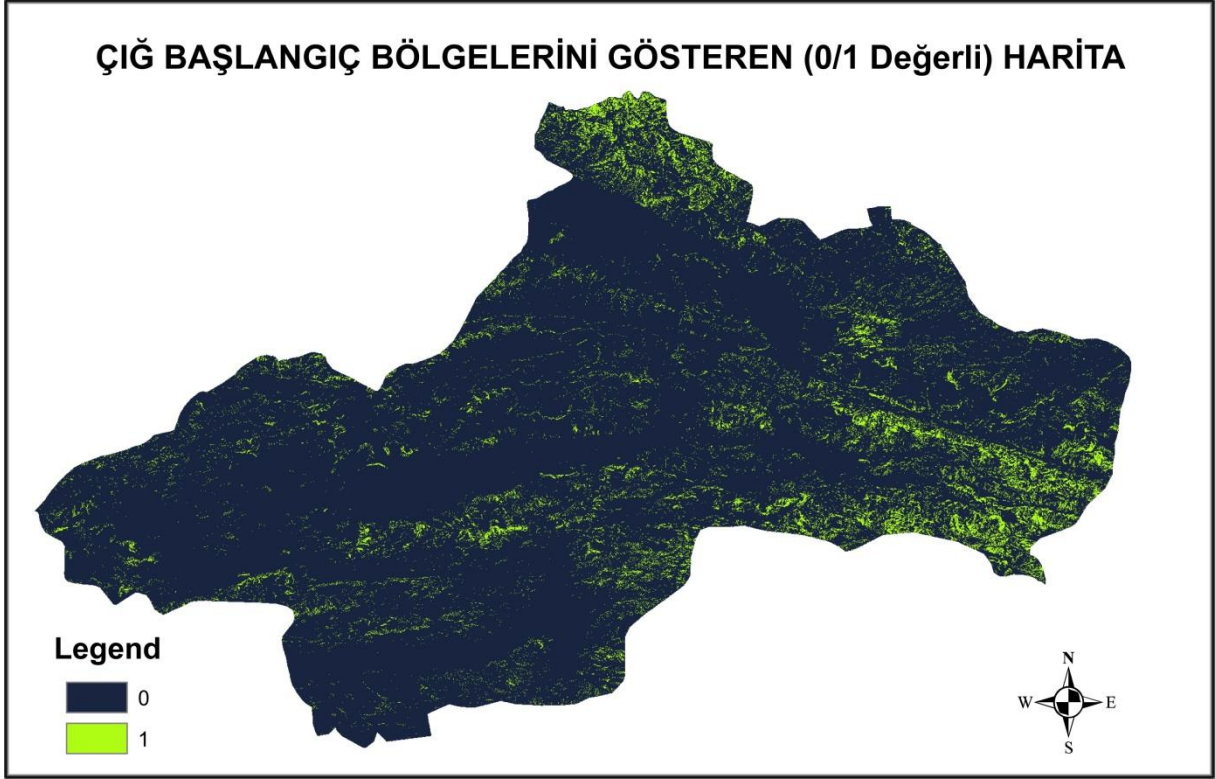 ÇIĞ BAŞLANGIÇ BÖLGELERİNİ GÖSTEREN (0/1 Değerli) HARİTA
Legend
0
1
N
W E
S